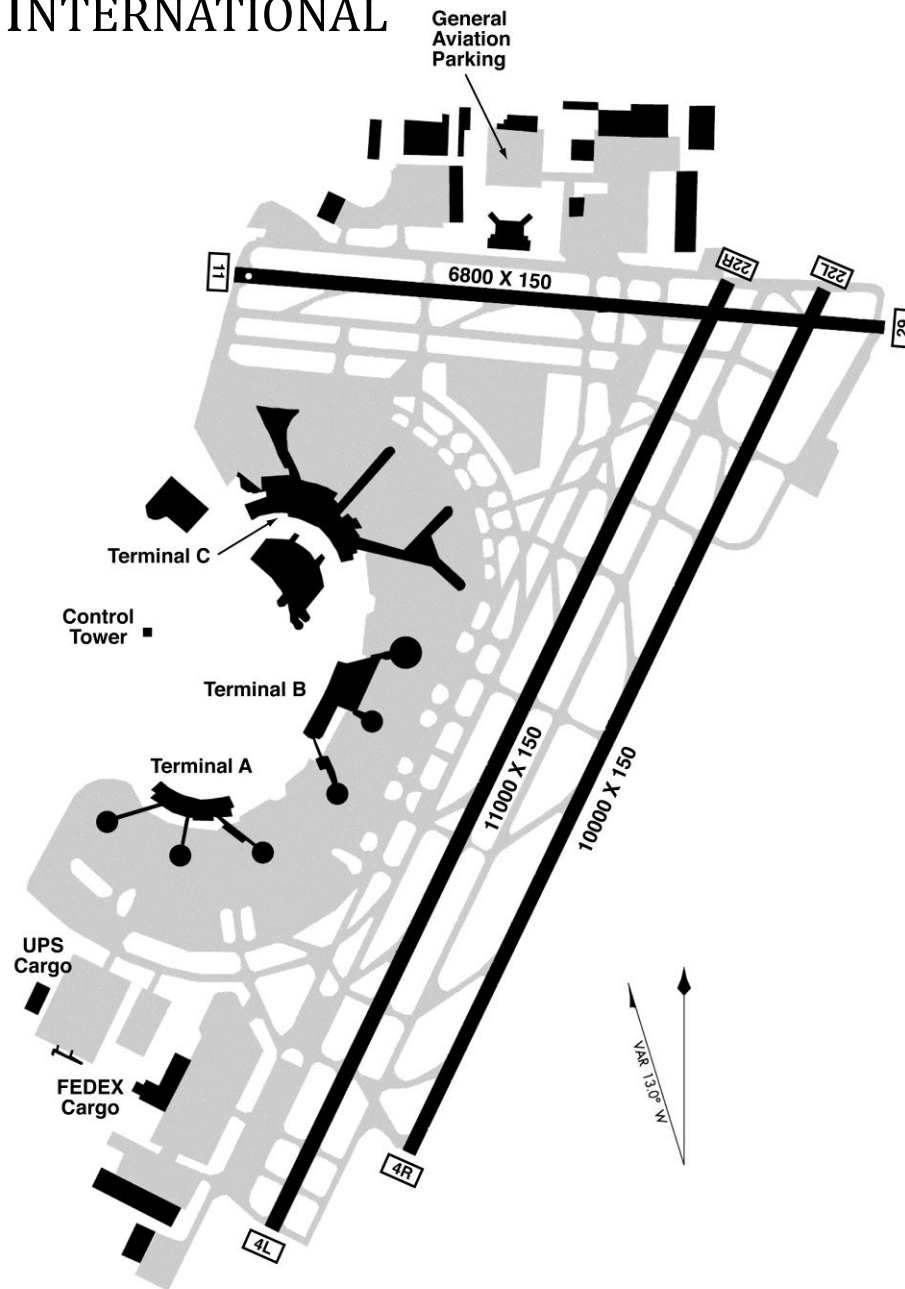 INTERNATIONAL
General
Aviation
Parking
11
6800 X 150
22R
22L
29
Terminal C
Control
Tower
Terminal B
11000 X 150
Terminal A
10000 X 150
UPS
Cargo
VAR 13.0° W
FEDEX
Cargo
4R
4L